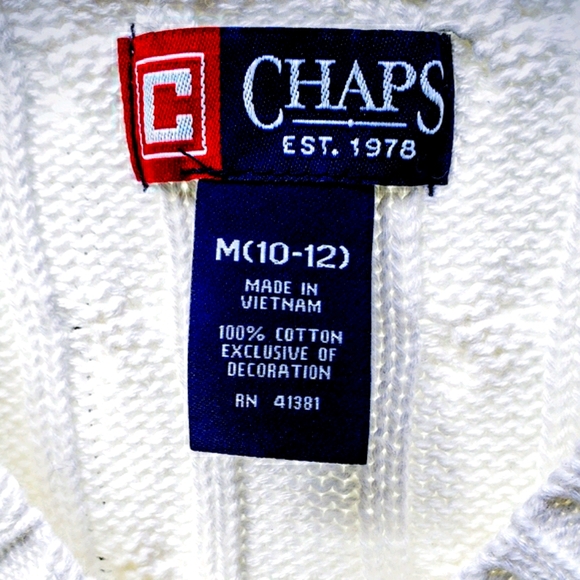 C
CHAPS
EST. 1978
M(10-12)
MADE IN
VIETNAM
100% COTTON
EXCLUSIVE OF
DECORATION
RN 41381